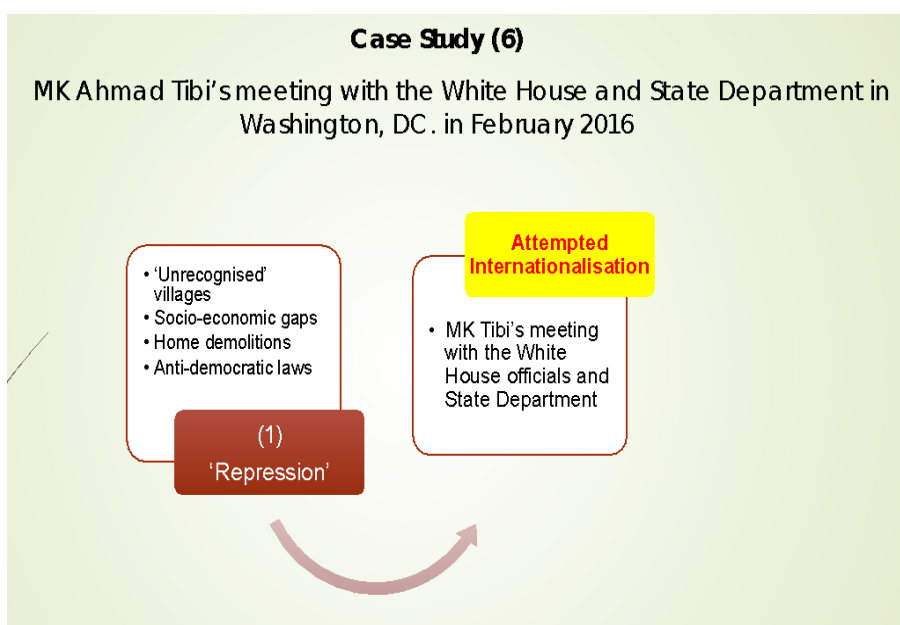 Case Study (6)
MK Ahmad Tibi's meeting with the White House and State Department in
Washington, DC. in February 2016
• 'Unrecognised'
villages
• Socio-economic gaps
• Home demolitions
• Anti-democratic laws
(1)
'Repression'
Attempted
Internationalisation
• MK Tibi's meeting
with the White
House officials and
State Department